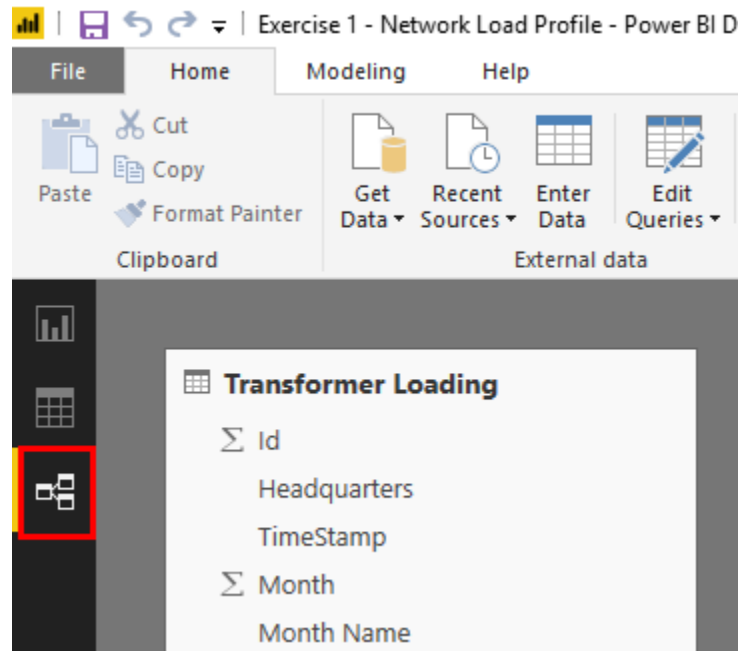 Exercise 1 - Network Load Profile - Power BI D
File Home Modeling Help
Paste
Cut
Copy
Format Painter
Clipboard
Get Data
Recent Sources
Enter Data
Edit Queries
External data
Transformer Loading
Σ Id
Headquarters
TimeStamp
Σ Month
Month Name